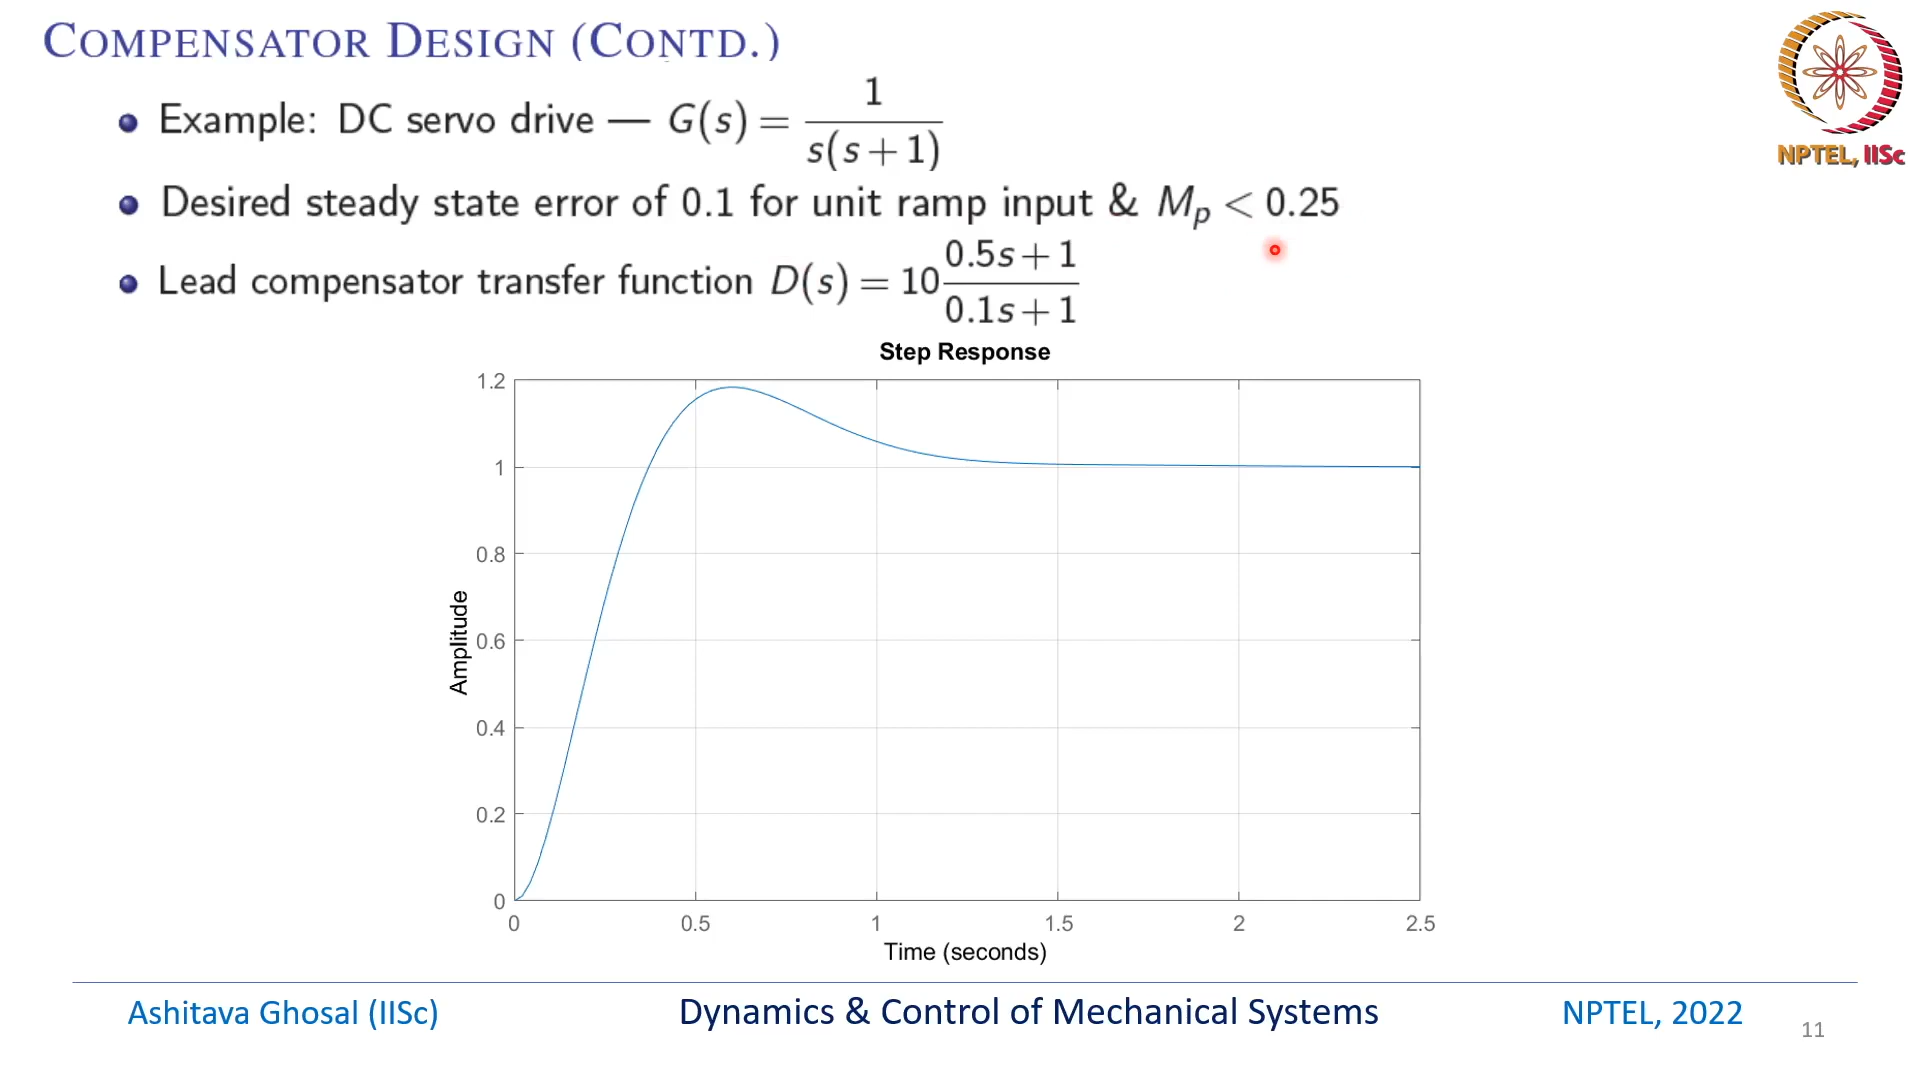 COMPENSATOR DESIGN (CONTD.)
NPTEL, IISc
Example: DC servo drive — G(s) = 1 / s(s+1)
Desired steady state error of 0.1 for unit ramp input & Mp < 0.25
Lead compensator transfer function D(s) = 10 (0.5s+1) / (0.1s+1)
Step Response
1.2
1
0.8
0.6
0.4
0.2
0
Amplitude
0 0.5 1 1.5 2 2.5
Time (seconds)
Ashitava Ghosal (IISc) Dynamics & Control of Mechanical Systems NPTEL, 2022 11